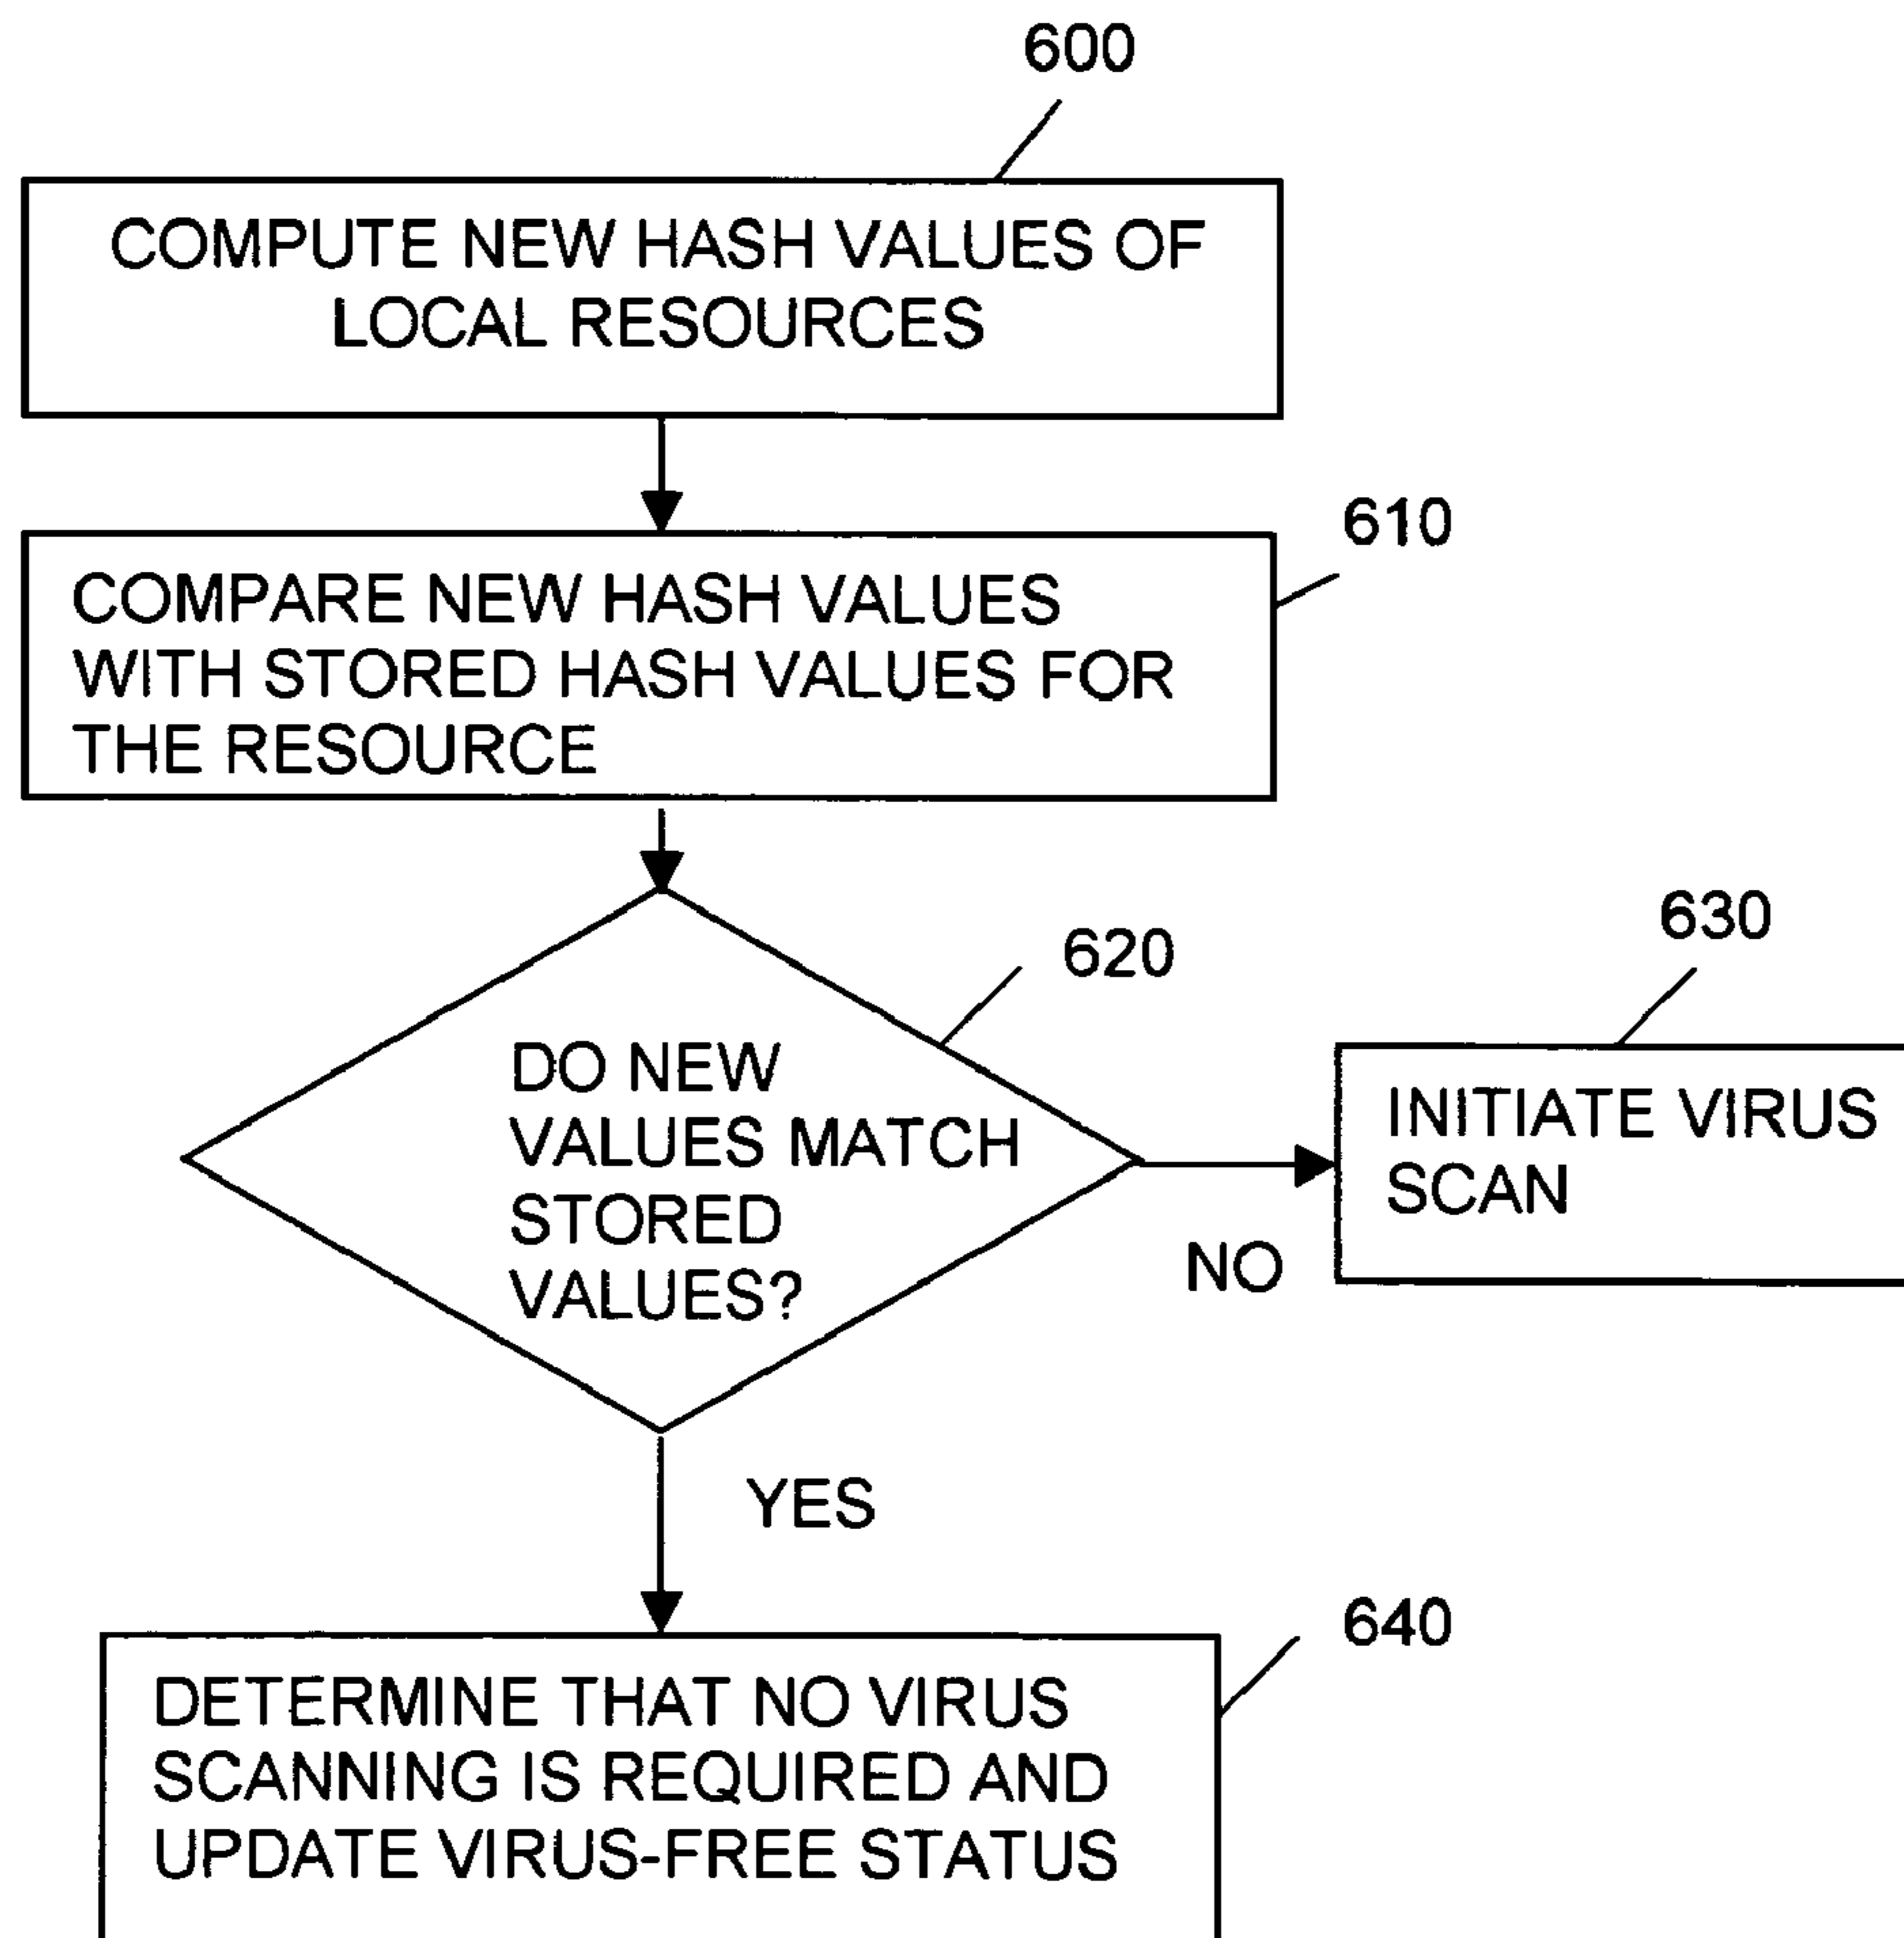 600
COMPUTE NEW HASH VALUES OF
LOCAL RESOURCES
610
COMPARE NEW HASH VALUES
WITH STORED HASH VALUES FOR
THE RESOURCE
620
630
DO NEW
VALUES MATCH
STORED
VALUES?
INITIATE VIRUS
SCAN
NO
YES
640
DETERMINE THAT NO VIRUS
SCANNING IS REQUIRED AND
UPDATE VIRUS-FREE STATUS